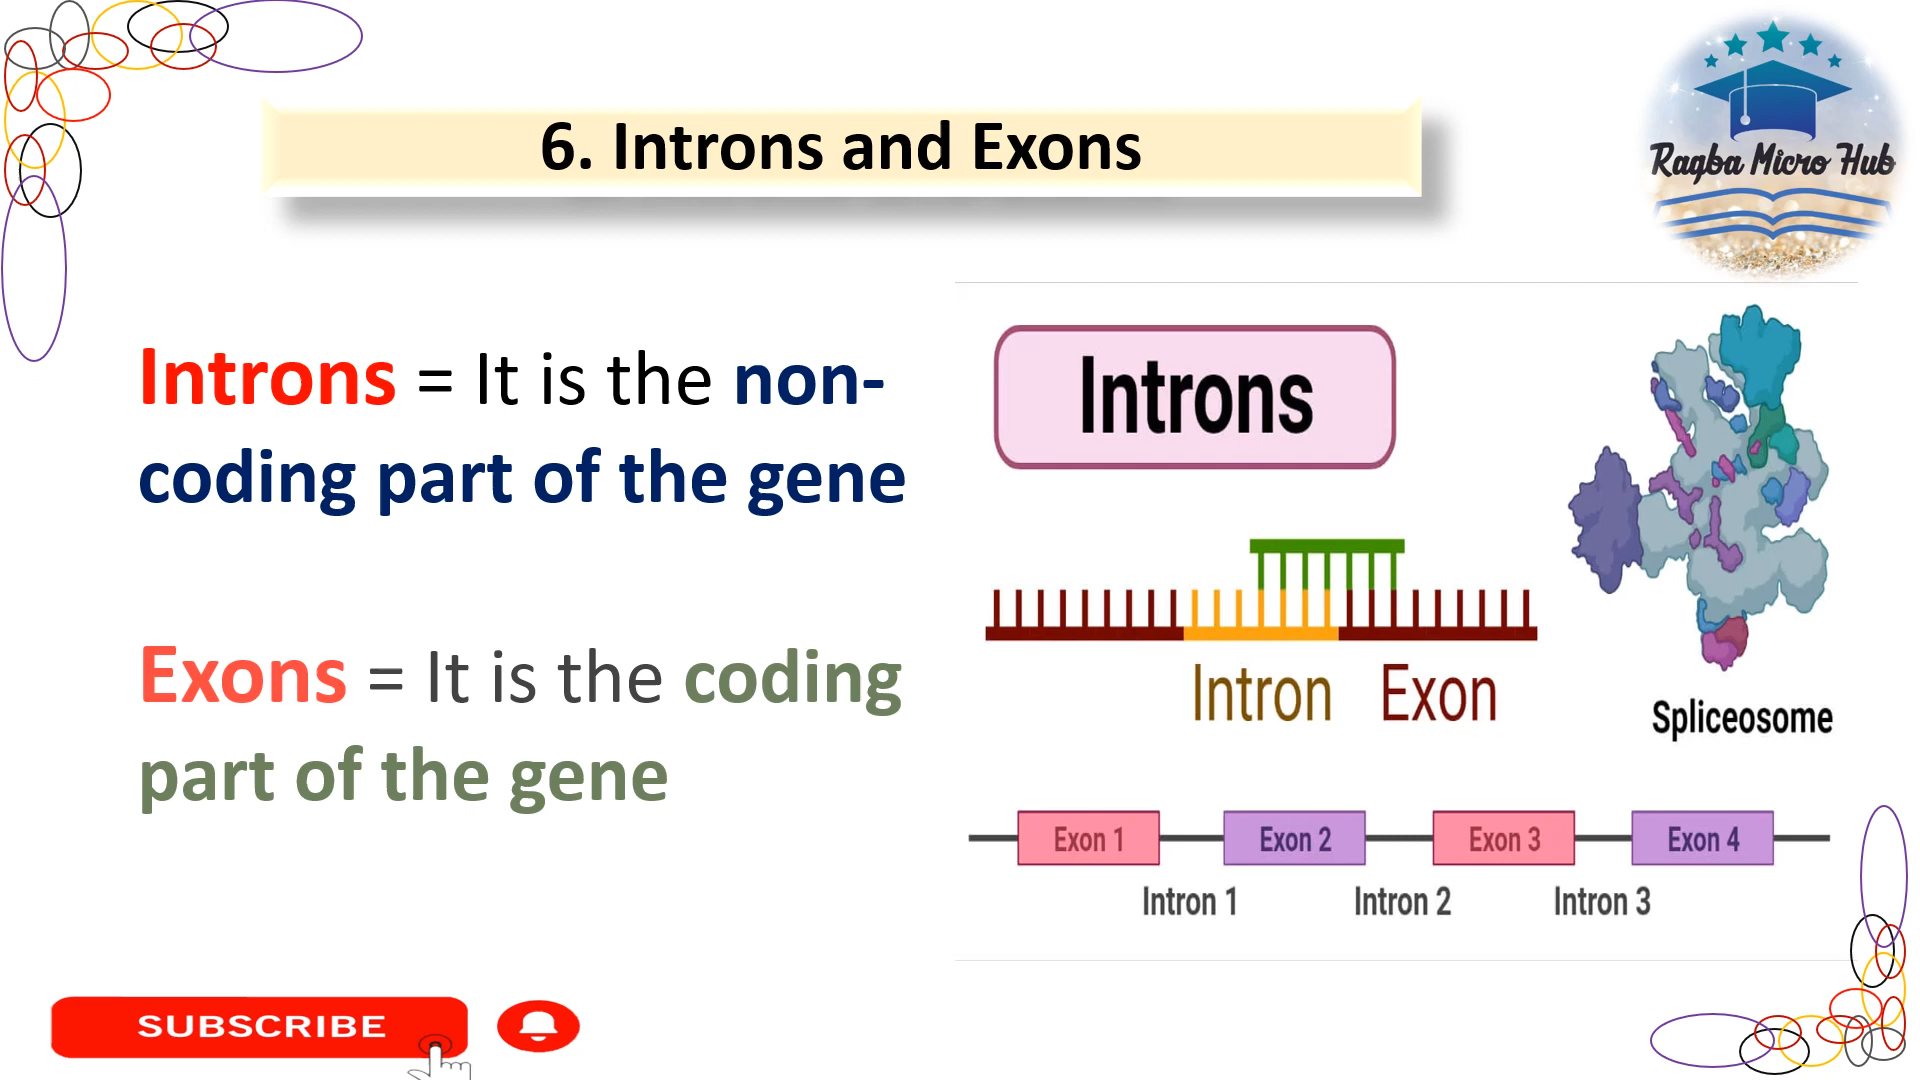 6. Introns and Exons
Ragba Micro Hub
Introns = It is the non-
coding part of the gene
Exons = It is the coding
part of the gene
Introns
Intron Exon
Spliceosome
Exon 1 Exon 2 Exon 3 Exon 4
Intron 1 Intron 2 Intron 3
SUBSCRIBE